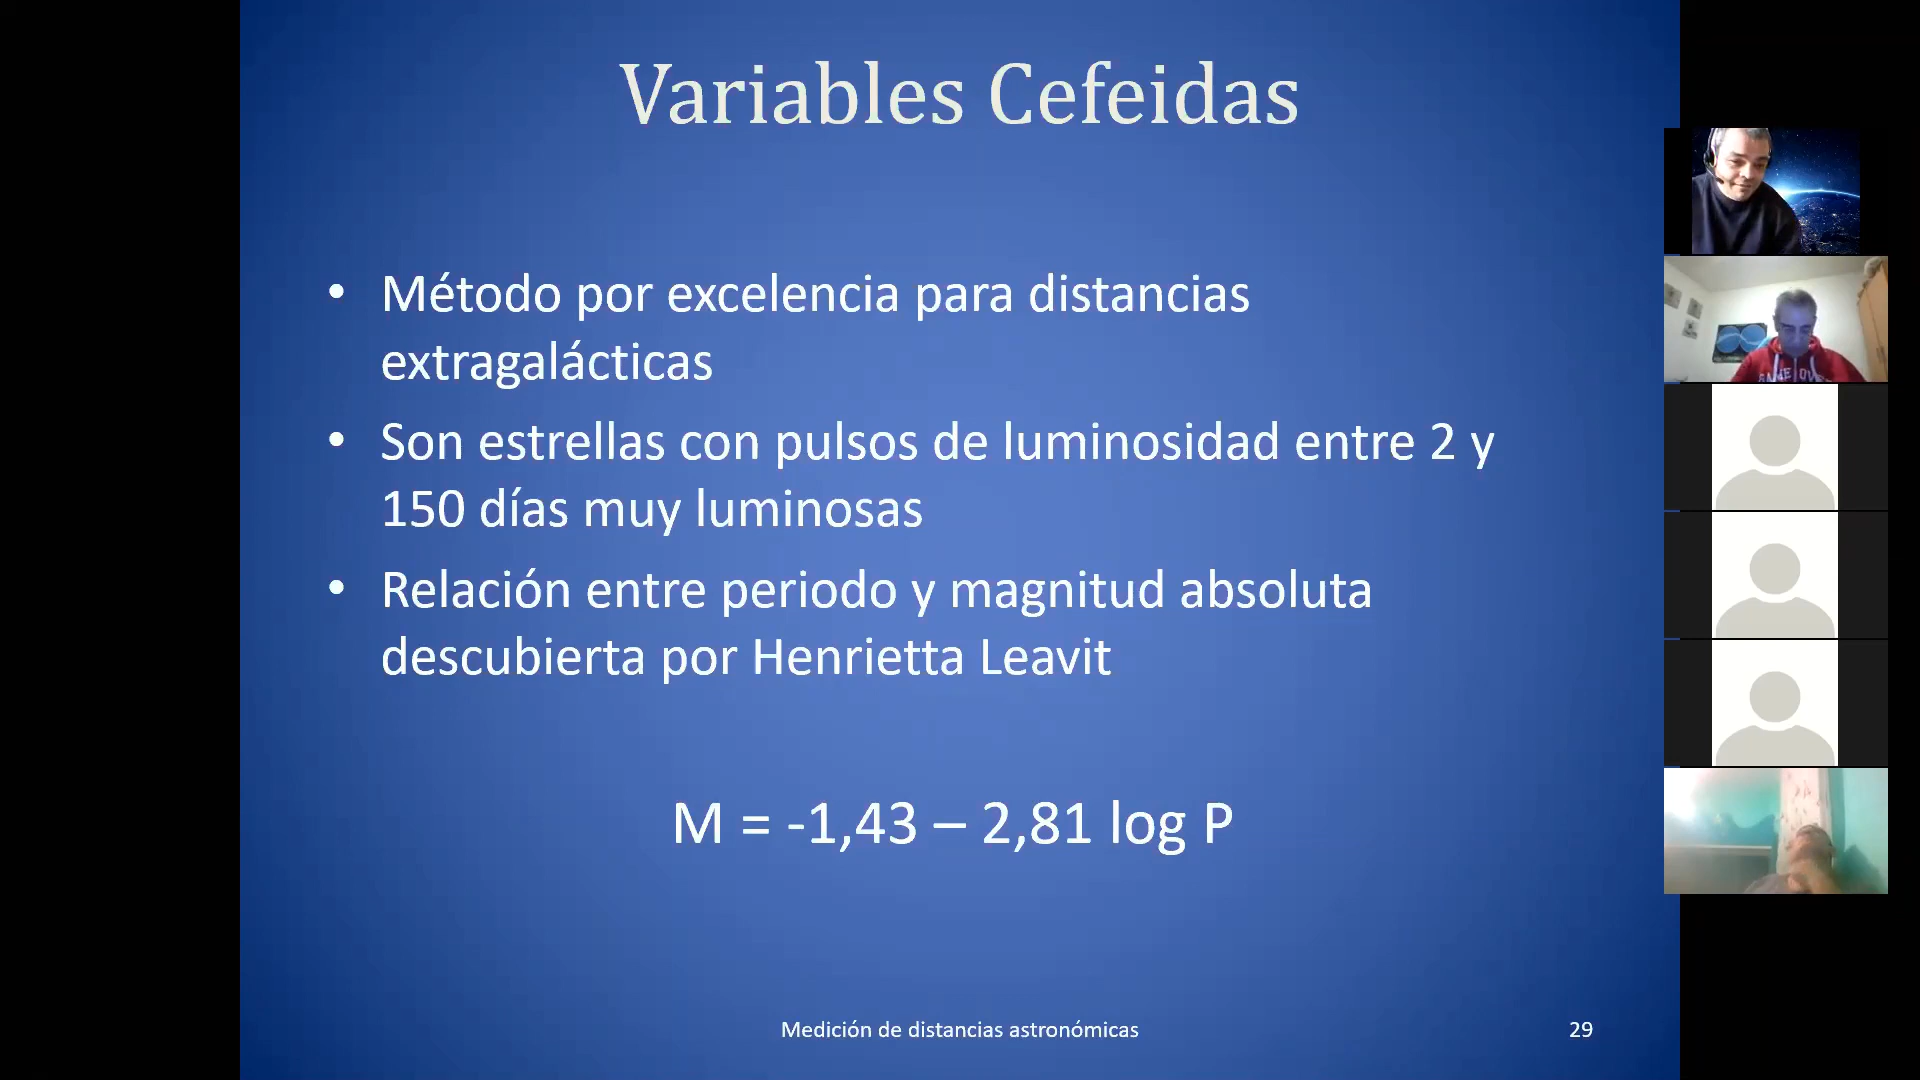 Variables Cefeidas
• Método por excelencia para distancias
extragalácticas
• Son estrellas con pulsos de luminosidad entre 2 y
150 días muy luminosas
• Relación entre periodo y magnitud absoluta
descubierta por Henrietta Leavit
M = -1,43 – 2,81 log P
Medición de distancias astronómicas
29
GAME OVER